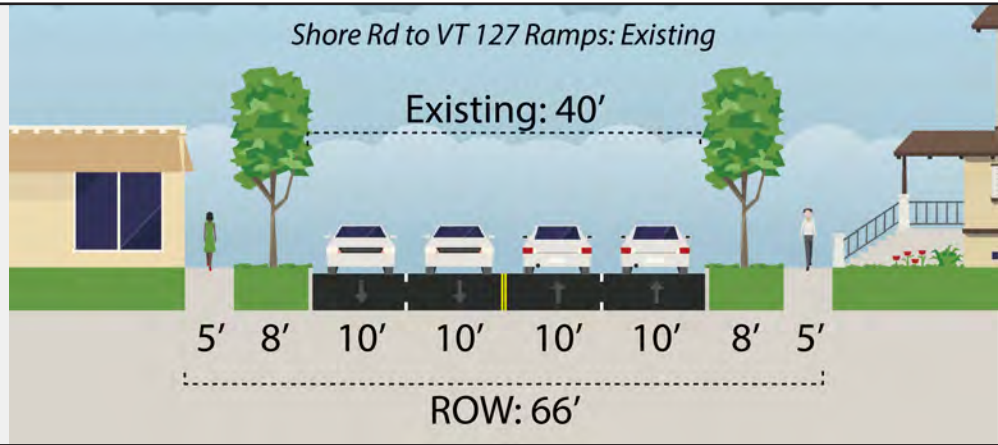 Shore Rd to VT 127 Ramps: Existing
Existing: 40’
5’ 8’ 10’ 10’ 10’ 10’ 8’ 5’
ROW: 66’